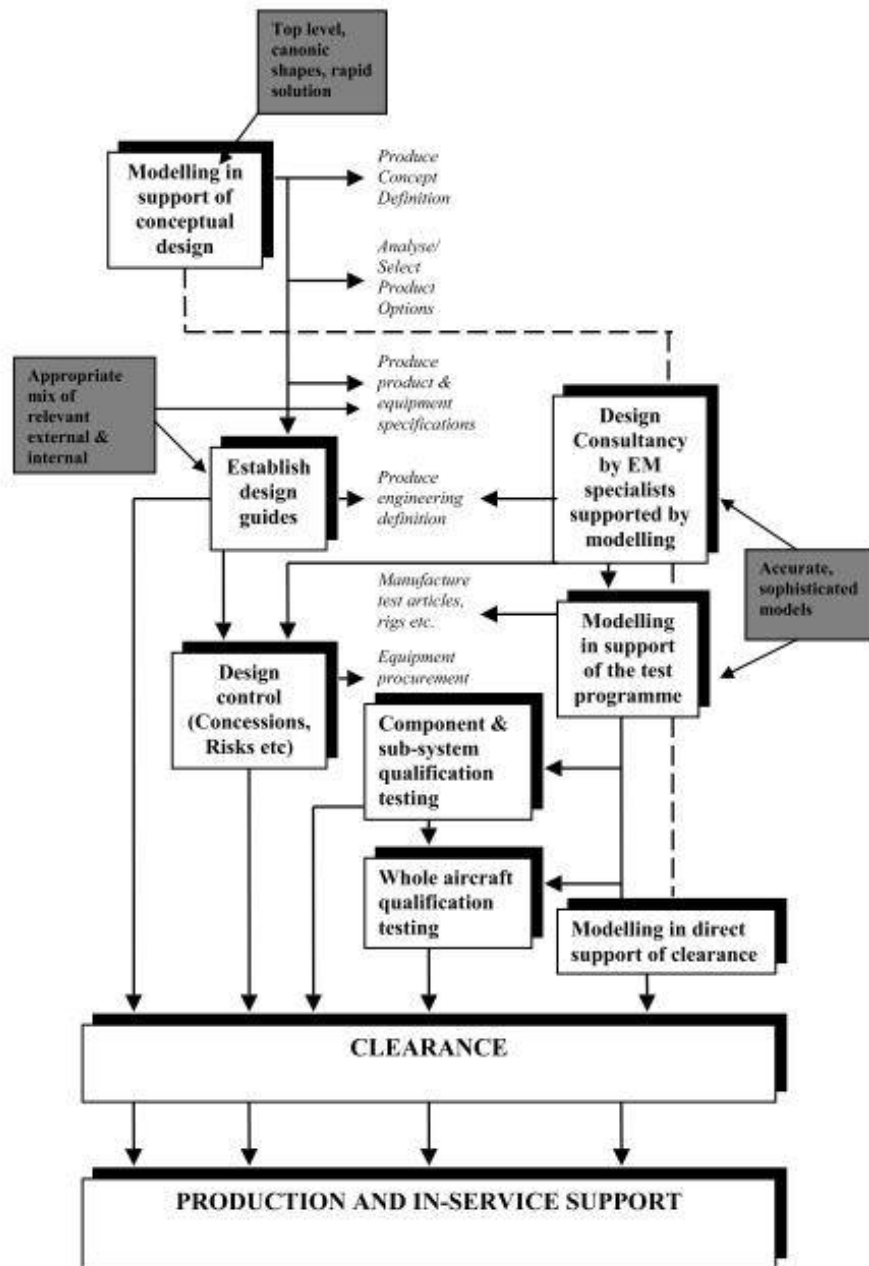 Top level,
canonic
shapes, rapid
solution
Modelling in
support of
conceptual
design
Produce
Concept
Definition
Analyse/
Select
Product
Options
Appropriate
mix of
relevant
external &
internal
Produce
product &
equipment
specifications
Design
Consultancy
by EM
specialists
supported by
modelling
Establish
design
guides
Produce
engineering
definition
Accurate,
sophisticated
models
Manufacture
test articles,
rigs etc.
Modelling
in support
of the test
programme
Design
control
(Concessions,
Risks etc)
Equipment
procurement
Component &
sub-system
qualification
testing
Whole aircraft
qualification
testing
Modelling in direct
support of clearance
CLEARANCE
PRODUCTION AND IN-SERVICE SUPPORT